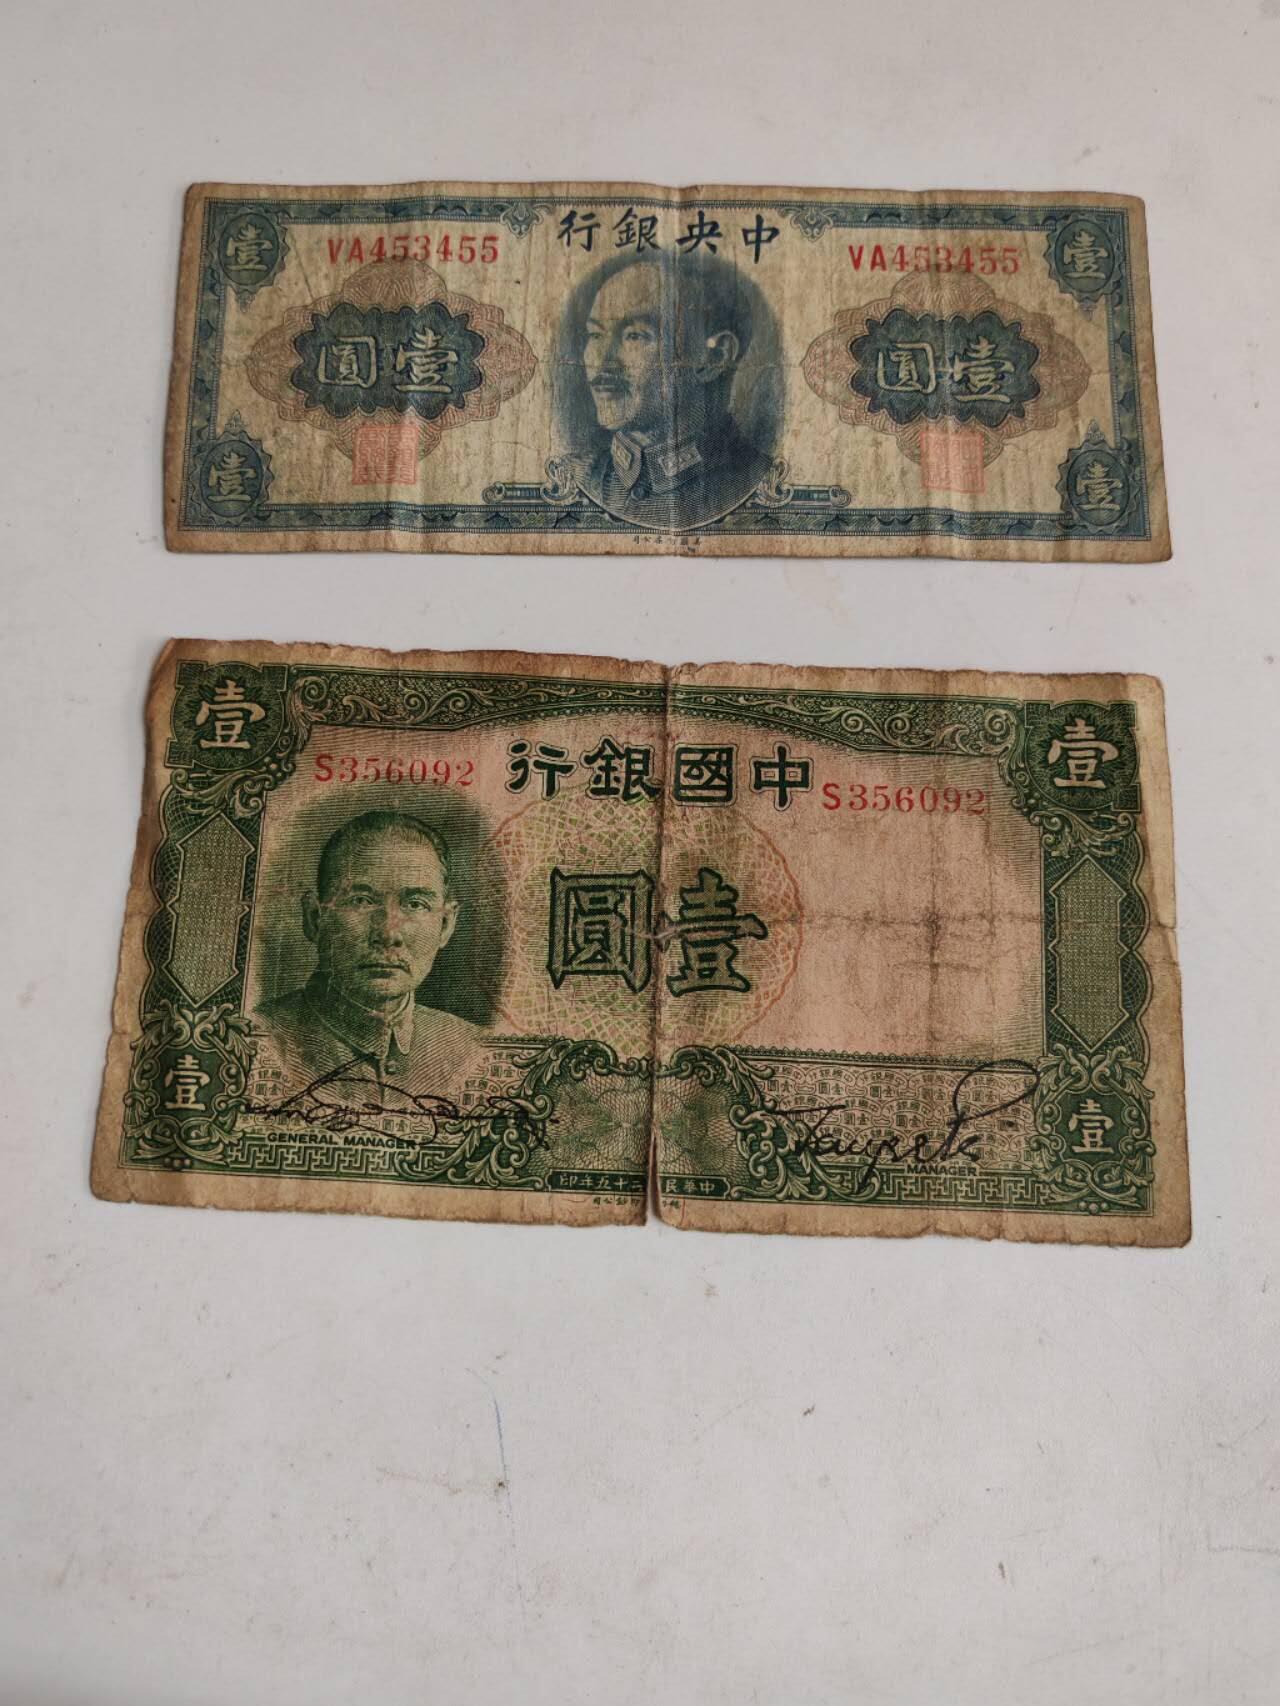 中央銀行
VA453455
VA453455
壹
壹
壹圓
壹圓
壹
壹
中國銀行
S356092
S356092
壹
壹
壹圓
壹
壹
GENERAL MANAGER
MANAGER
中華民 二十五年印